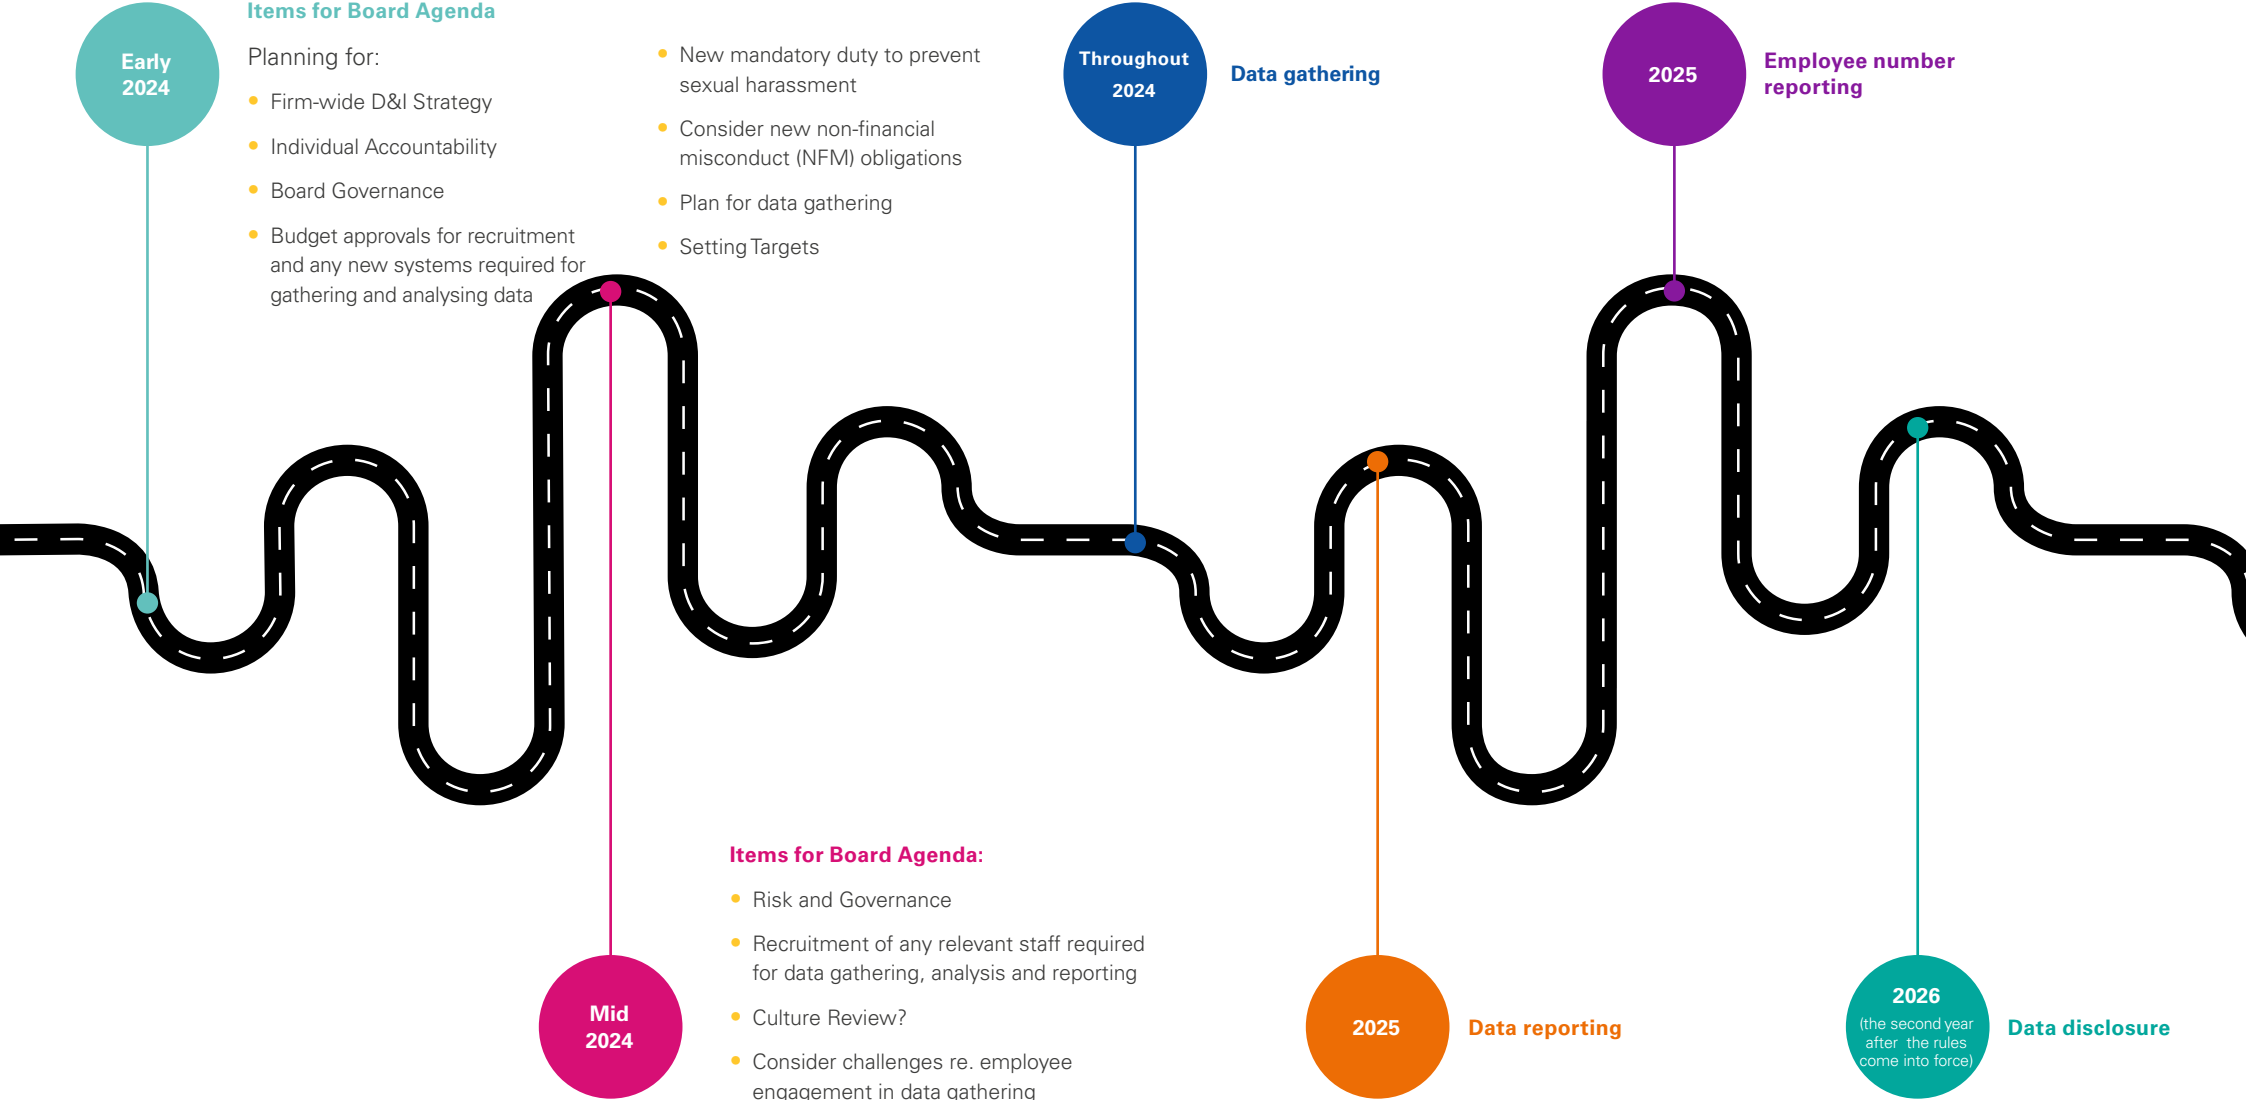 Early
2024
Items for Board Agenda
Planning for:
• Firm-wide D&I Strategy
• Individual Accountability
• Board Governance
• Budget approvals for recruitment
and any new systems required for
gathering and analysing data
• New mandatory duty to prevent
sexual harassment
• Consider new non-financial
misconduct (NFM) obligations
• Plan for data gathering
• Setting Targets
Throughout
2024
Data gathering
2025
Employee number
reporting
Mid
2024
Items for Board Agenda:
• Risk and Governance
• Recruitment of any relevant staff required
for data gathering, analysis and reporting
• Culture Review?
• Consider challenges re. employee
engagement in data gathering
2025
Data reporting
2026
(the second year
after the rules
come into force)
Data disclosure